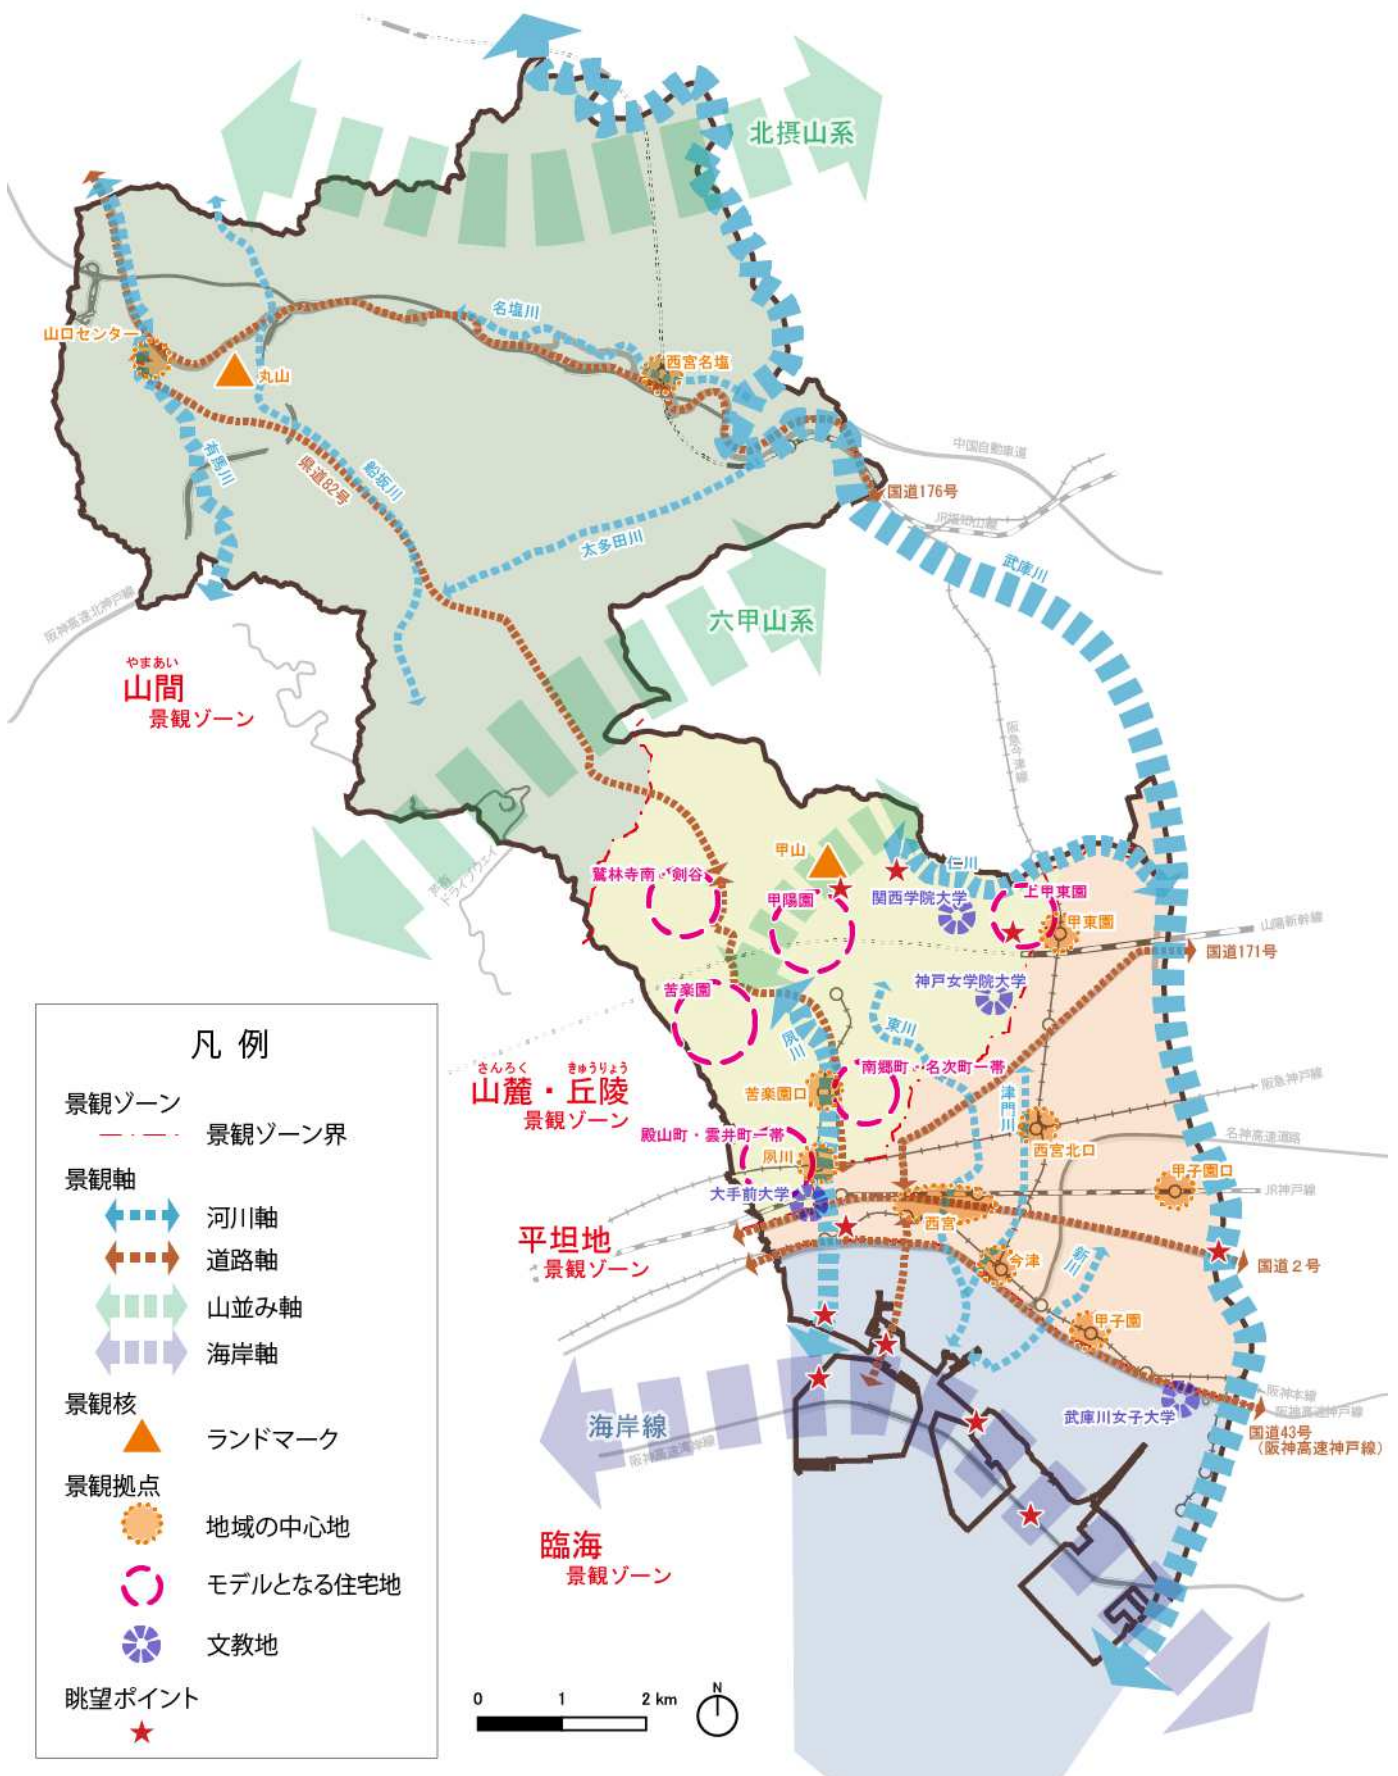 北摂山系
名塩川
山口センター
西宮名塩
丸山
中国自動車道
有馬川
県道82号
船坂川
国道176号
JR福知山線
太多田川
武庫川
阪神高速北神戸線
六甲山系
やまあい
山間
景観ゾーン
阪急今津線
芦有
ドライブウェイ
甲山
仁川
鷲林寺南・剣谷
甲陽園
関西学院大学
上甲東園
甲東園
山陽新幹線
国道171号
苦楽園
神戸女学院大学
夙川
東川
さんろく きゅうりょう
山麓・丘陵
景観ゾーン
苦楽園口
南郷町・名次町一帯
津門川
阪急神戸線
殿山町・雲井町一帯
夙川
西宮北口
名神高速道路
甲子園口
JR神戸線
大手前大学
西宮
平坦地
景観ゾーン
今津
新川
国道2号
甲子園
海岸線
阪神高速湾岸線
武庫川女子大学
阪神本線
阪神高速神戸線
国道43号
(阪神高速神戸線)
臨海
景観ゾーン
凡例
景観ゾーン
景観ゾーン界
景観軸
河川軸
道路軸
山並み軸
海岸軸
景観核
ランドマーク
景観拠点
地域の中心地
モデルとなる住宅地
文教地
眺望ポイント
0 1 2 km
N